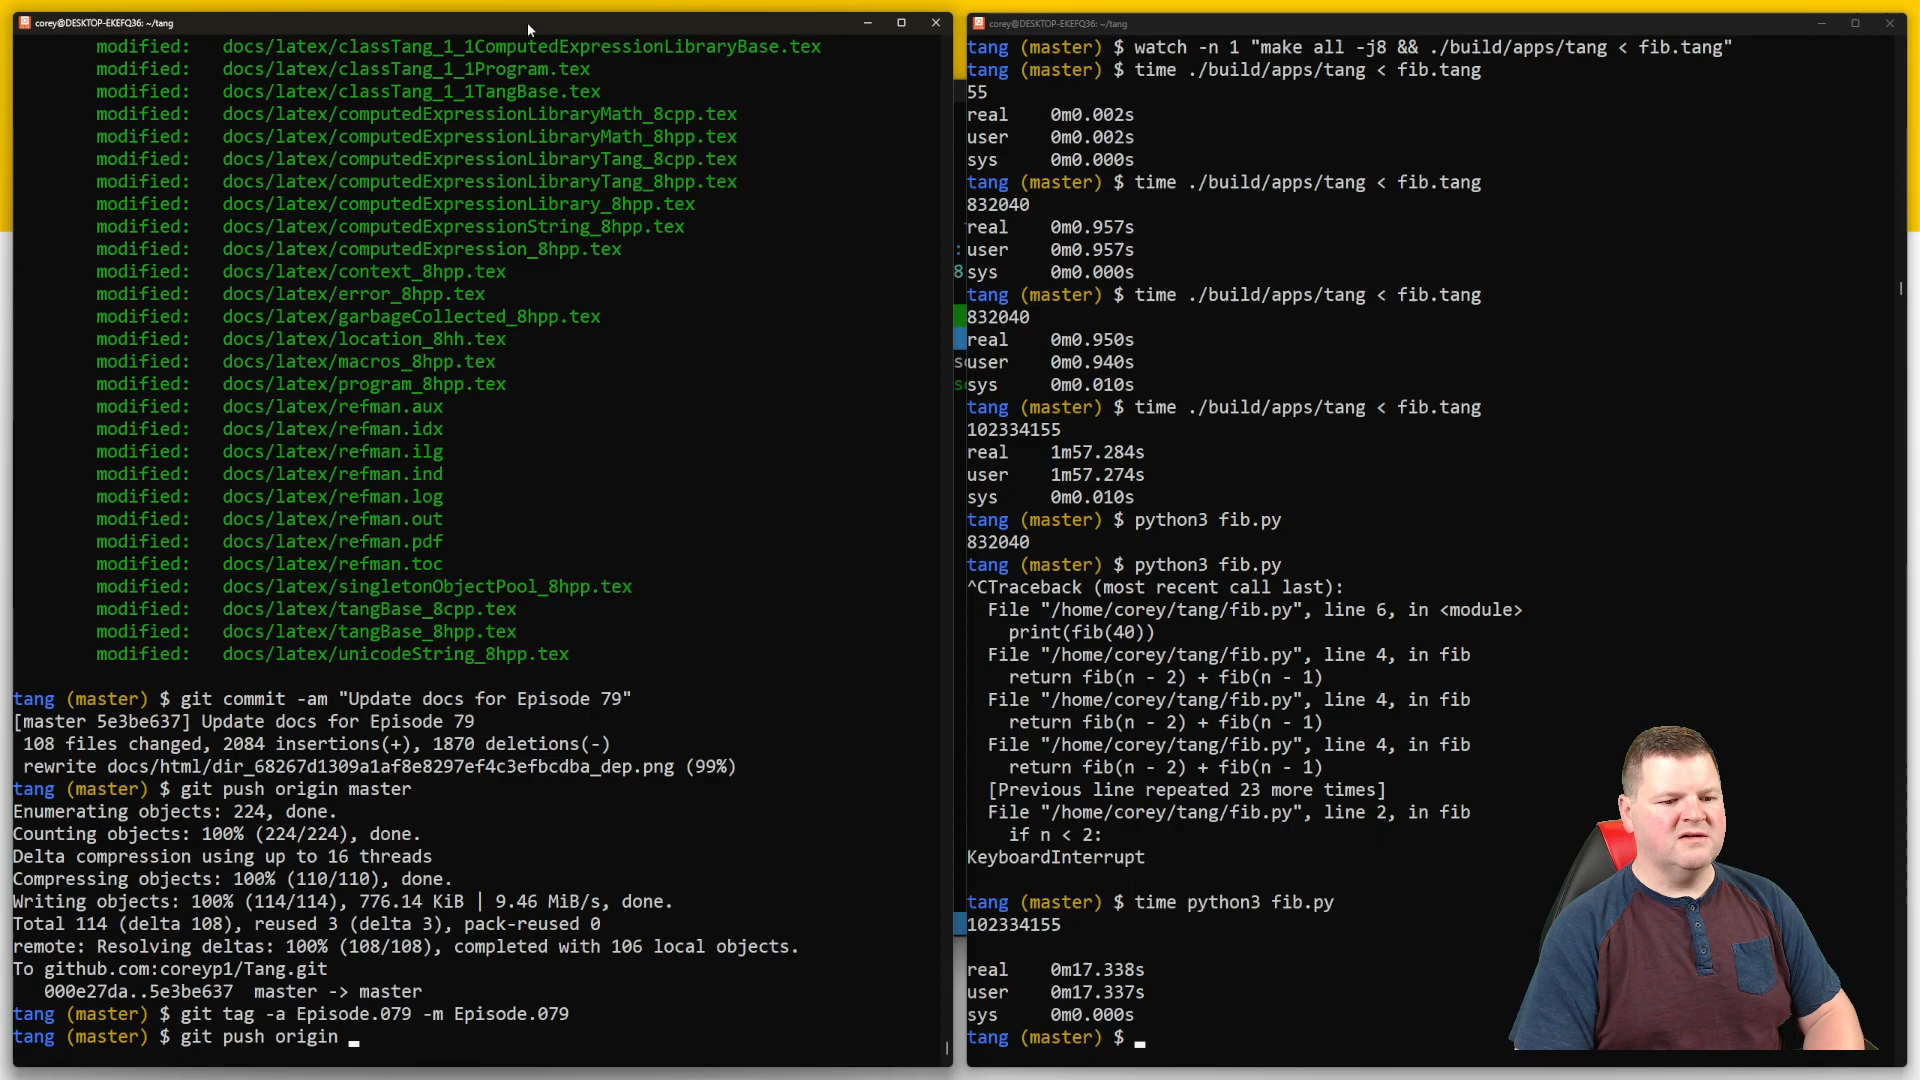 corey@DESKTOP-EKEFQ36: ~/tang
modified: docs/latex/classTang_1_1ComputedExpressionLibraryBase.tex
modified: docs/latex/classTang_1_1Program.tex
modified: docs/latex/classTang_1_1TangBase.tex
modified: docs/latex/computedExpressionLibraryMath_8cpp.tex
modified: docs/latex/computedExpressionLibraryMath_8hpp.tex
modified: docs/latex/computedExpressionLibraryTang_8cpp.tex
modified: docs/latex/computedExpressionLibraryTang_8hpp.tex
modified: docs/latex/computedExpressionLibrary_8hpp.tex
modified: docs/latex/computedExpressionString_8hpp.tex
modified: docs/latex/computedExpression_8hpp.tex
modified: docs/latex/context_8hpp.tex
modified: docs/latex/error_8hpp.tex
modified: docs/latex/garbageCollected_8hpp.tex
modified: docs/latex/location_8hh.tex
modified: docs/latex/macros_8hpp.tex
modified: docs/latex/program_8hpp.tex
modified: docs/latex/refman.aux
modified: docs/latex/refman.idx
modified: docs/latex/refman.ilg
modified: docs/latex/refman.ind
modified: docs/latex/refman.log
modified: docs/latex/refman.out
modified: docs/latex/refman.pdf
modified: docs/latex/refman.toc
modified: docs/latex/singletonObjectPool_8hpp.tex
modified: docs/latex/tangBase_8cpp.tex
modified: docs/latex/tangBase_8hpp.tex
modified: docs/latex/unicodeString_8hpp.tex
tang (master) $ git commit -am "Update docs for Episode 79"
[master 5e3be637] Update docs for Episode 79
108 files changed, 2084 insertions(+), 1870 deletions(-)
rewrite docs/html/dir_68267d1309a1af8e8297ef4c3efbcdba_dep.png (99%)
tang (master) $ git push origin master
Enumerating objects: 224, done.
Counting objects: 100% (224/224), done.
Delta compression using up to 16 threads
Compressing objects: 100% (110/110), done.
Writing objects: 100% (114/114), 776.14 KiB | 9.46 MiB/s, done.
Total 114 (delta 108), reused 3 (delta 3), pack-reused 0
remote: Resolving deltas: 100% (108/108), completed with 106 local objects.
To github.com:coreyp1/Tang.git
000e27da..5e3be637 master -> master
tang (master) $ git tag -a Episode.079 -m Episode.079
tang (master) $ git push origin
corey@DESKTOP-EKEFQ36: ~/tang
tang (master) $ watch -n 1 "make all -j8 && ./build/apps/tang < fib.tang"
tang (master) $ time ./build/apps/tang < fib.tang
55
real 0m0.002s
user 0m0.002s
sys 0m0.000s
tang (master) $ time ./build/apps/tang < fib.tang
832040
real 0m0.957s
user 0m0.957s
sys 0m0.000s
tang (master) $ time ./build/apps/tang < fib.tang
832040
real 0m0.950s
user 0m0.940s
sys 0m0.010s
tang (master) $ time ./build/apps/tang < fib.tang
102334155
real 1m57.284s
user 1m57.274s
sys 0m0.010s
tang (master) $ python3 fib.py
832040
tang (master) $ python3 fib.py
^CTraceback (most recent call last):
File "/home/corey/tang/fib.py", line 6, in <module>
print(fib(40))
File "/home/corey/tang/fib.py", line 4, in fib
return fib(n - 2) + fib(n - 1)
File "/home/corey/tang/fib.py", line 4, in fib
return fib(n - 2) + fib(n - 1)
File "/home/corey/tang/fib.py", line 4, in fib
return fib(n - 2) + fib(n - 1)
[Previous line repeated 23 more times]
File "/home/corey/tang/fib.py", line 2, in fib
if n < 2:
KeyboardInterrupt
tang (master) $ time python3 fib.py
102334155
real 0m17.338s
user 0m17.337s
sys 0m0.000s
tang (master) $